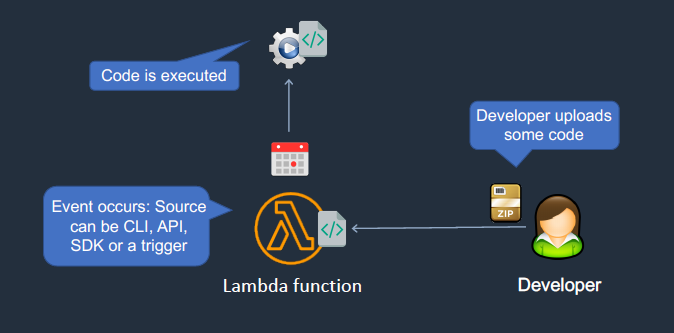 Code is executed
Developer uploads
some code
ZIP
Event occurs: Source
can be CLI, API,
SDK or a trigger
</>
</>
Lambda function
Developer